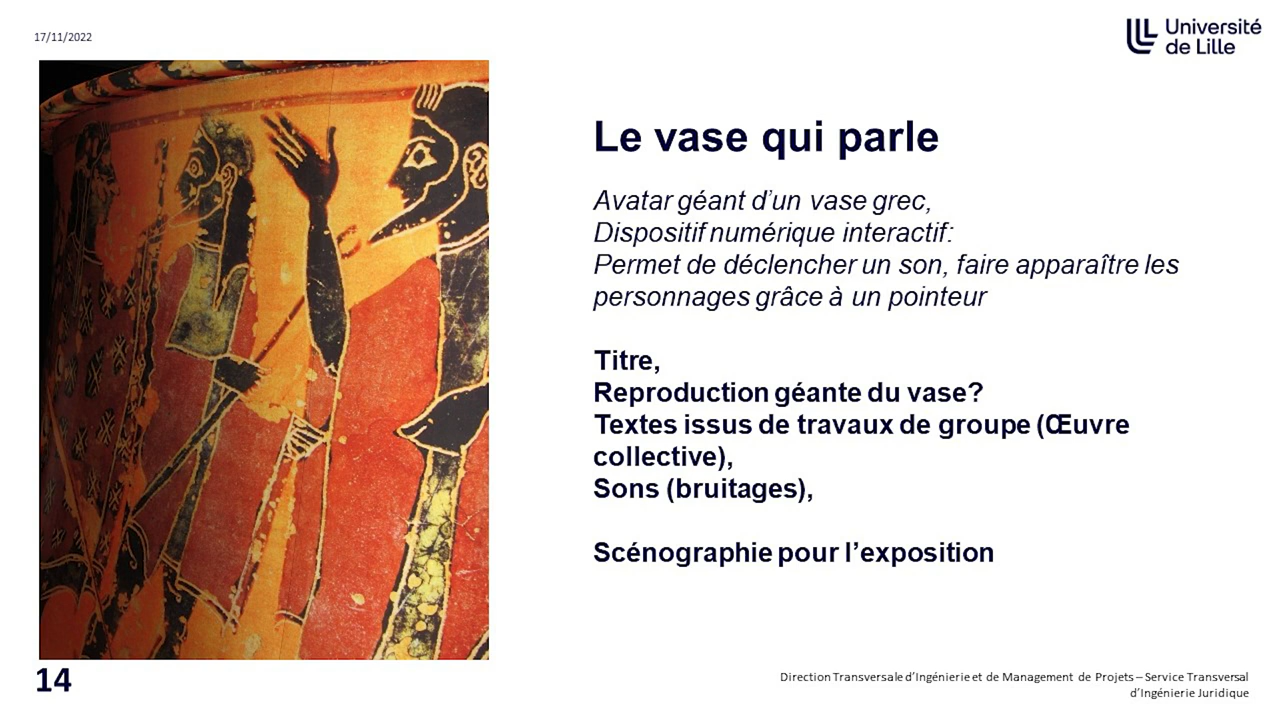 17/11/2022
Université
de Lille
Le vase qui parle
Avatar géant d’un vase grec,
Dispositif numérique interactif:
Permet de déclencher un son, faire apparaître les
personnages grâce à un pointeur
Titre,
Reproduction géante du vase?
Textes issus de travaux de groupe (Œuvre
collective),
Sons (bruitages),
Scénographie pour l’exposition
14
Direction Transversale d’Ingénierie et de Management de Projets – Service Transversal
d’Ingénierie Juridique